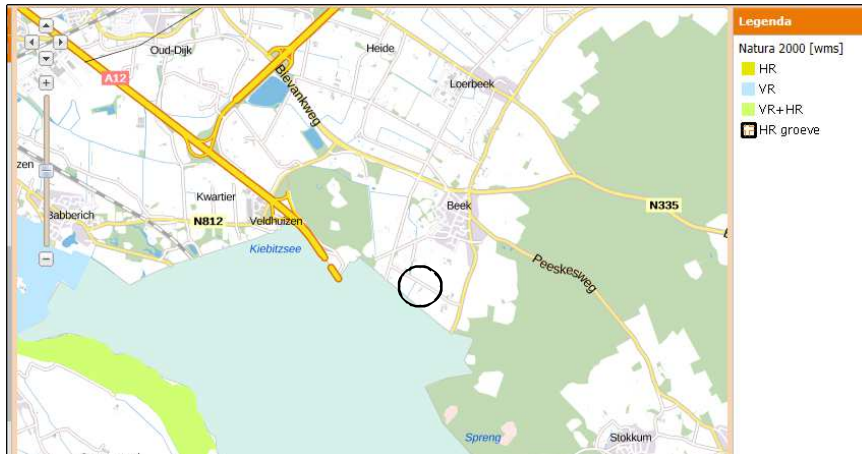 Oud-Dijk
Heide
A12
Bievankweg
Loerbeek
zen
Kwartier
Babberich
N812
Veldhuizen
Beek
N335
Kiebitzsee
Peeskesweg
Spreng
Stokkum
Legenda
Natura 2000 [wms]
HR
VR
VR+HR
HR groeve